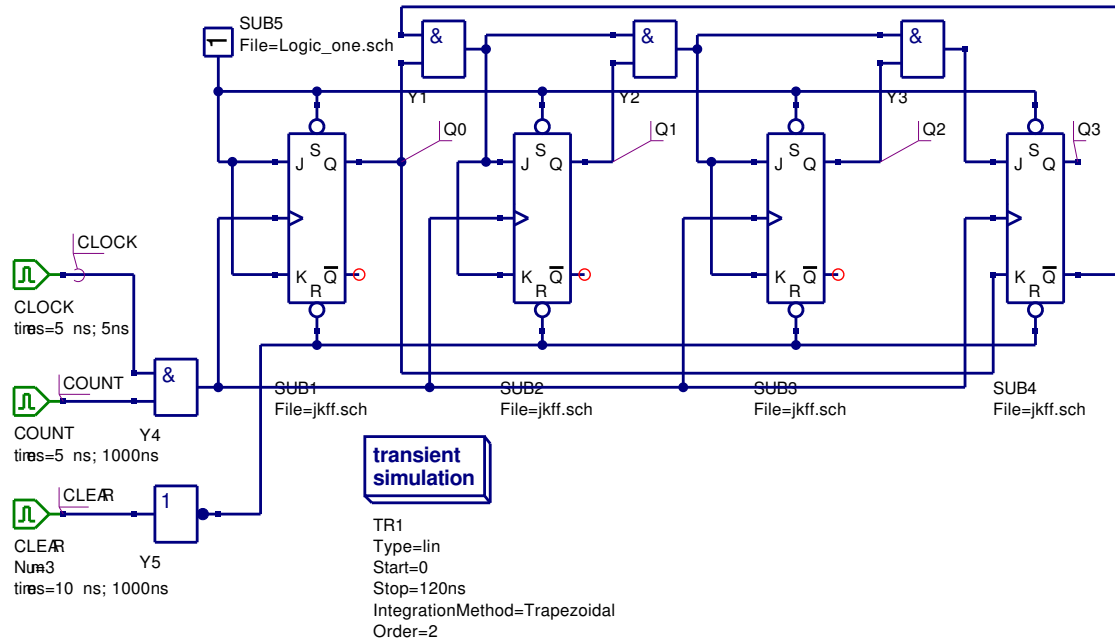 SUB5
File=Logic_one.sch
1
&
&
&
Y1
Y2
Y3
Q0
Q1
Q2
Q3
S
J Q
K Q
R
S
J Q
K Q
R
S
J Q
K Q
R
S
J Q
K Q
R
CLOCK
CLOCK
times=5 ns; 5ns
COUNT
&
Y4
COUNT
times=5 ns; 1000ns
SUB1
File=jkff.sch
SUB2
File=jkff.sch
SUB3
File=jkff.sch
SUB4
File=jkff.sch
CLEAR
1
Y5
CLEAR
Num=3
times=10 ns; 1000ns
transient
simulation
TR1
Type=lin
Start=0
Stop=120ns
IntegrationMethod=Trapezoidal
Order=2